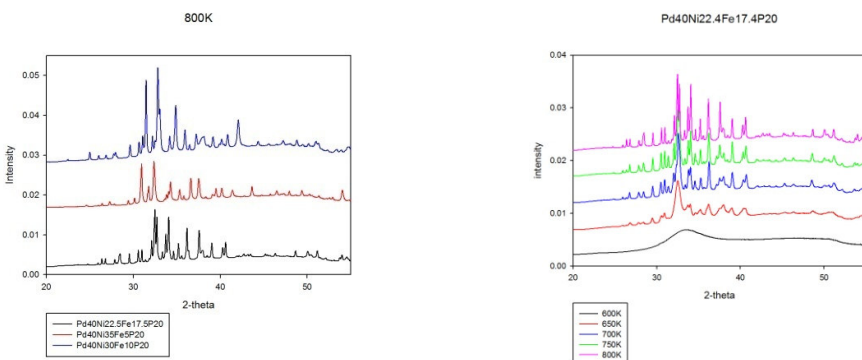 800K
0.05
0.04
0.03
0.02
0.01
0.00
Intensity
20
30
40
50
2-theta
Pd40Ni22.5Fe17.5P20
Pd40Ni35Fe5P20
Pd40Ni30Fe10P20
Pd40Ni22.4Fe17.4P20
0.04
0.03
0.02
0.01
0.00
intensity
20
30
40
50
2-theta
600K
650K
700K
750K
800K